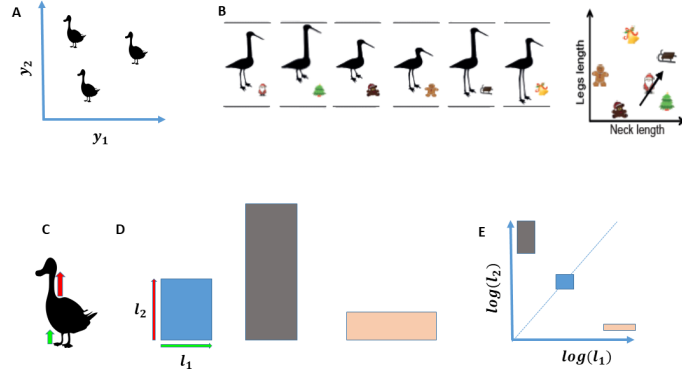 A
y₂
y₁
B
Legs length
Neck length
C
D
l₂
l₁
E
log(l₂)
log(l₁)